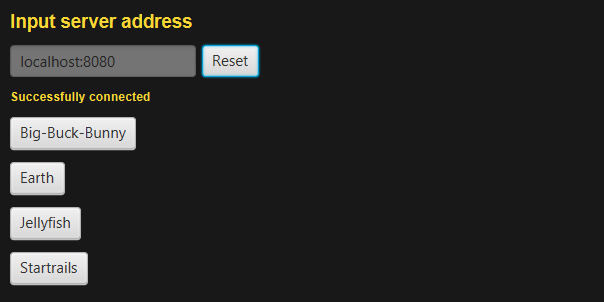 Input server address
localhost:8080 Reset
Successfully connected
Big-Buck-Bunny
Earth
Jellyfish
Startrails